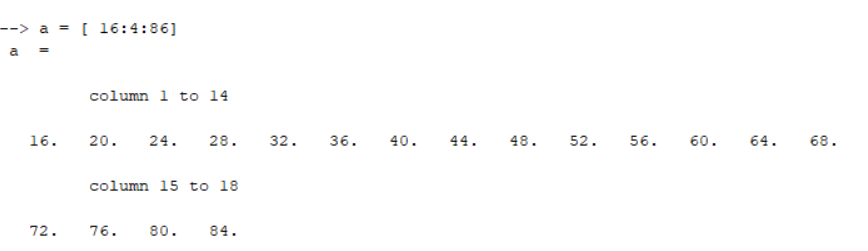 --> a = [ 16:4:86]
a  =
column 1 to 14
16.   20.   24.   28.   32.   36.   40.   44.   48.   52.   56.   60.   64.   68.
column 15 to 18
72.   76.   80.   84.